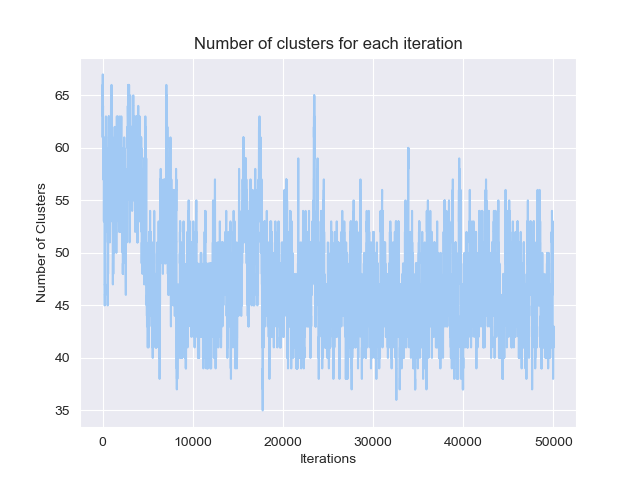 Number of clusters for each iteration
Number of Clusters
65
60
55
50
45
40
35
0 10000 20000 30000 40000 50000
Iterations